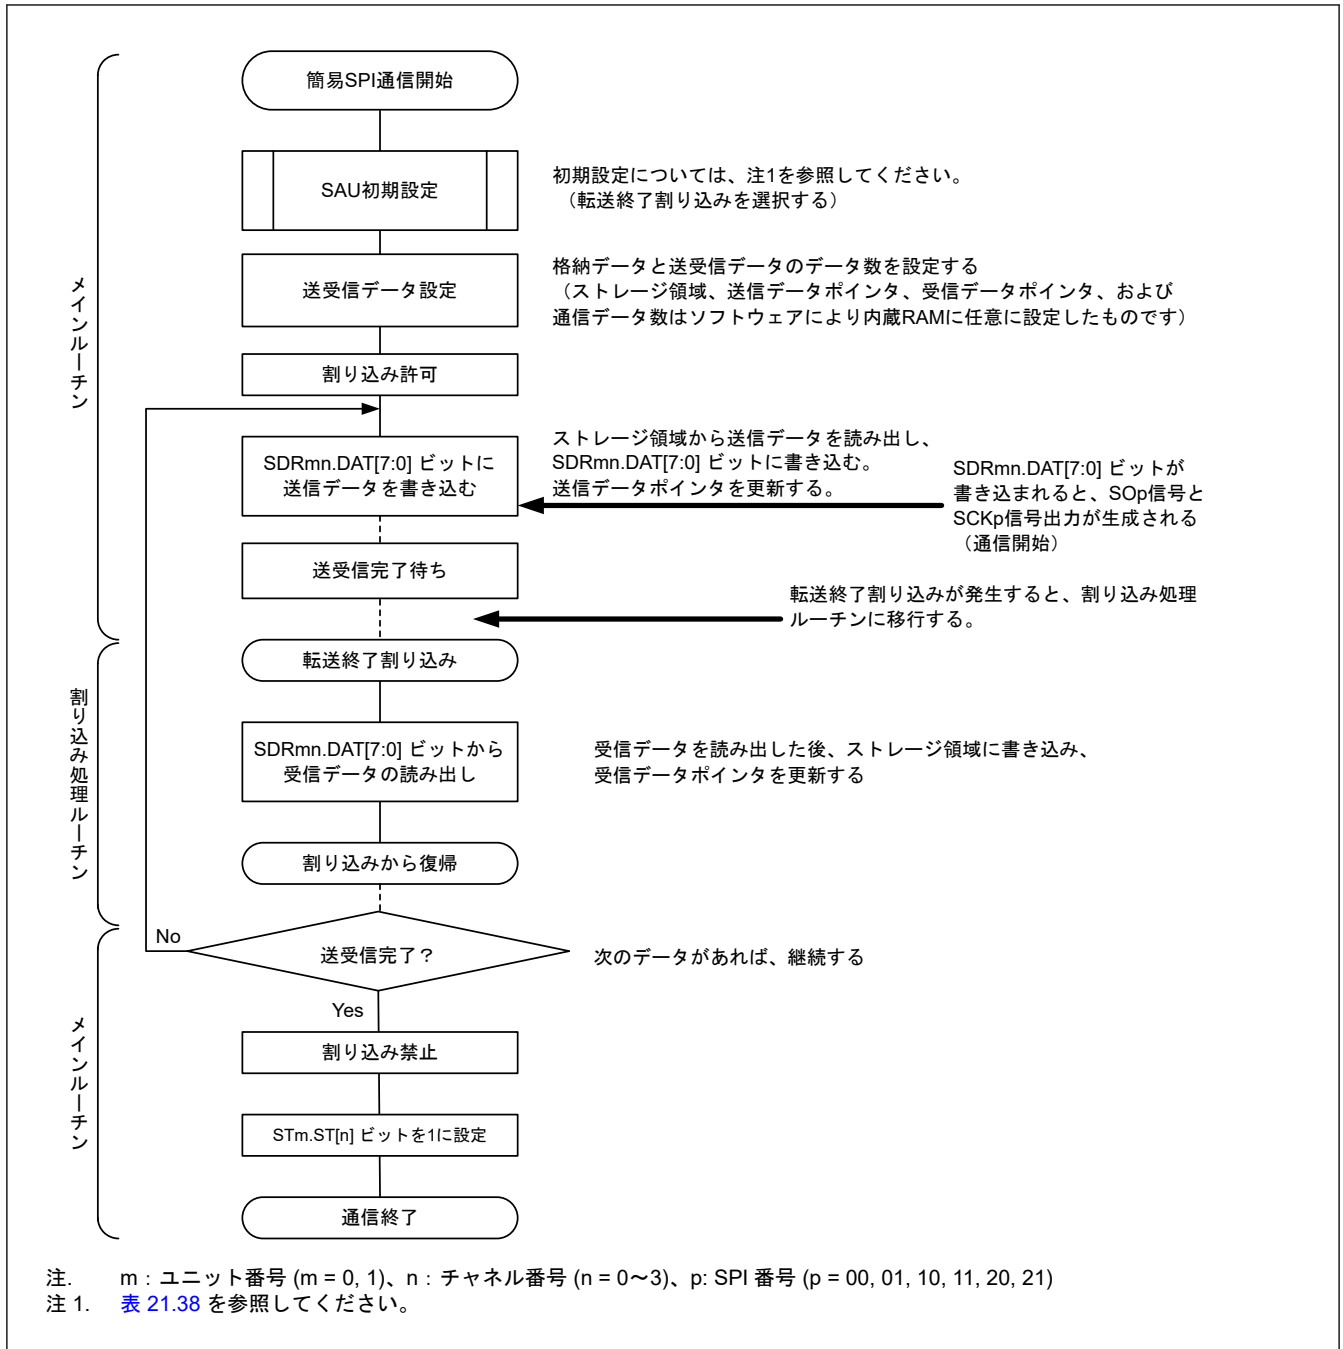 簡易SPI通信開始
SAU初期設定
初期設定については、注1を参照してください。
（転送終了割り込みを選択する）
送受信データ設定
格納データと送受信データのデータ数を設定する
（ストレージ領域、送信データポインタ、受信データポインタ、および
通信データ数はソフトウェアにより内蔵RAMに任意に設定したものです）
メインルーチン
割り込み許可
SDRmn.DAT[7:0] ビットに
送信データを書き込む
ストレージ領域から送信データを読み出し、
SDRmn.DAT[7:0] ビットに書き込む。
送信データポインタを更新する。
SDRmn.DAT[7:0] ビットが
書き込まれると、SOp信号と
SCKp信号出力が生成される
（通信開始）
送受信完了待ち
転送終了割り込みが発生すると、割り込み処理
ルーチンに移行する。
転送終了割り込み
割り込み処理ルーチン
SDRmn.DAT[7:0] ビットから
受信データの読み出し
受信データを読み出した後、ストレージ領域に書き込み、
受信データポインタを更新する
割り込みから復帰
No
送受信完了？
次のデータがあれば、継続する
Yes
メインルーチン
割り込み禁止
STm.ST[n] ビットを1に設定
通信終了
注. m：ユニット番号 (m = 0, 1)、n：チャネル番号 (n = 0～3)、p: SPI 番号 (p = 00, 01, 10, 11, 20, 21)
注 1. 表 21.38 を参照してください。